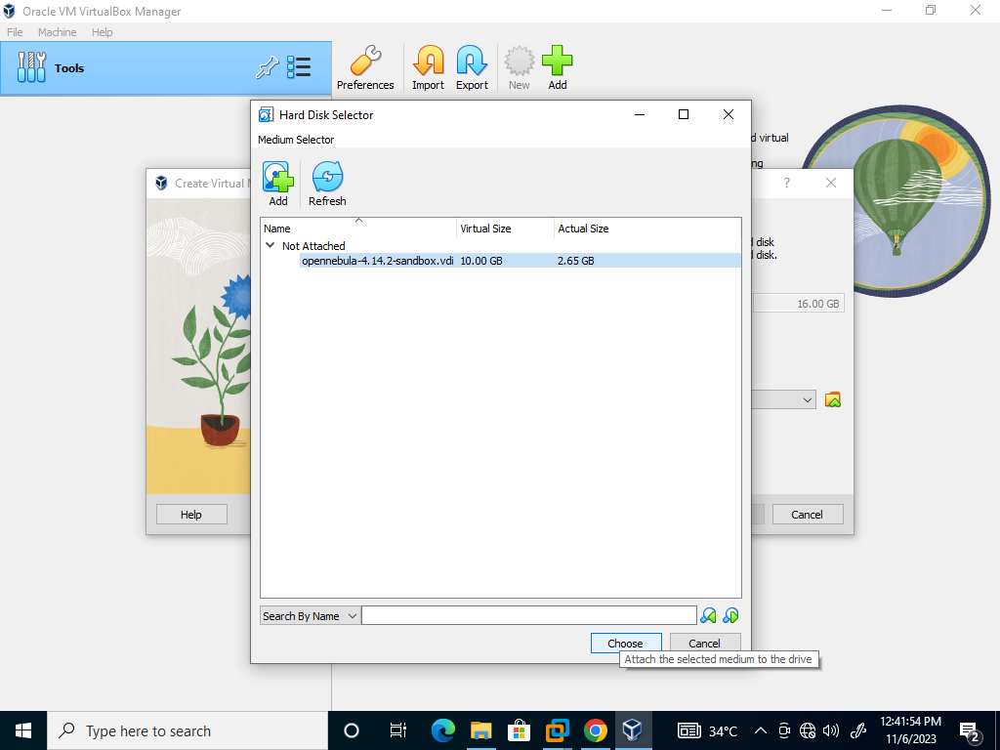 Oracle VM VirtualBox Manager
File Machine Help
Tools
Preferences Import Export New Add
Hard Disk Selector
Medium Selector
d virtual
ng
Create Virtual M
?
Add Refresh
Name Virtual Size Actual Size
Not Attached
opennebula-4.14.2-sandbox.vdi 10.00 GB 2.65 GB
d disk
d disk.
16.00 GB
Help
Cancel
Search By Name
Choose Cancel
Attach the selected medium to the drive
Type here to search
34°C
12:41:54 PM
11/6/2023
2